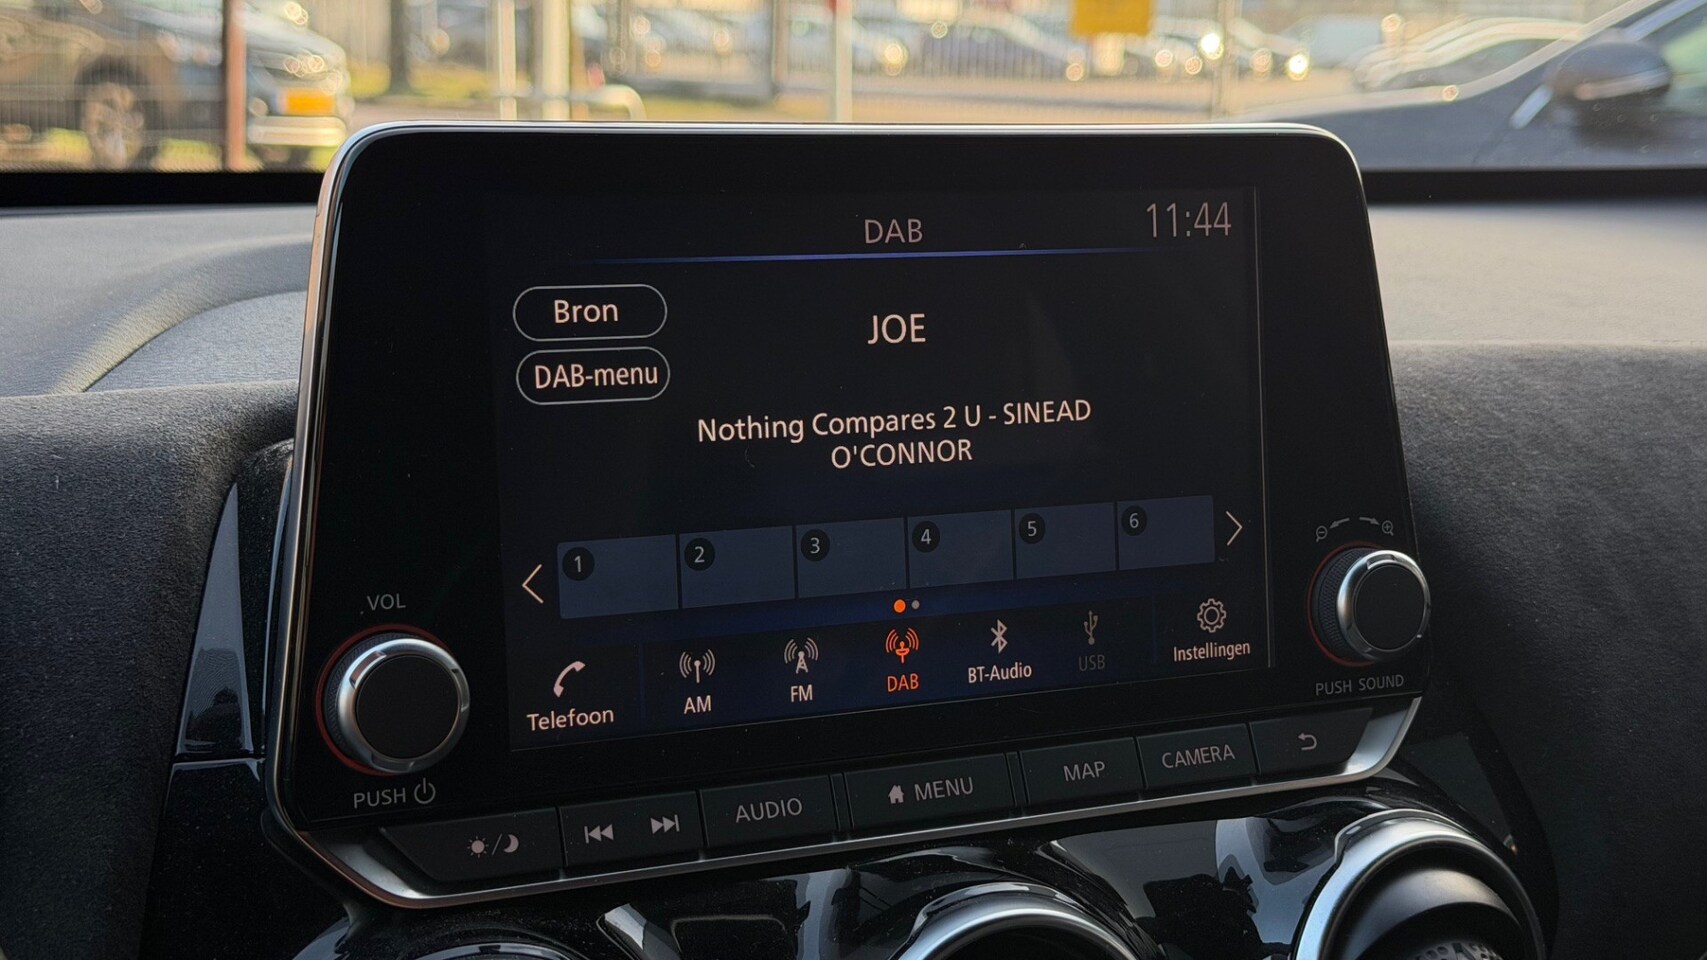 DAB
11:44
Bron
DAB-menu
JOE
Nothing Compares 2 U - SINEAD
O'CONNOR
1
2
3
4
5
6
Telefoon
AM
FM
DAB
BT-Audio
USB
Instellingen
VOL
PUSH
PUSH SOUND
AUDIO
MENU
MAP
CAMERA